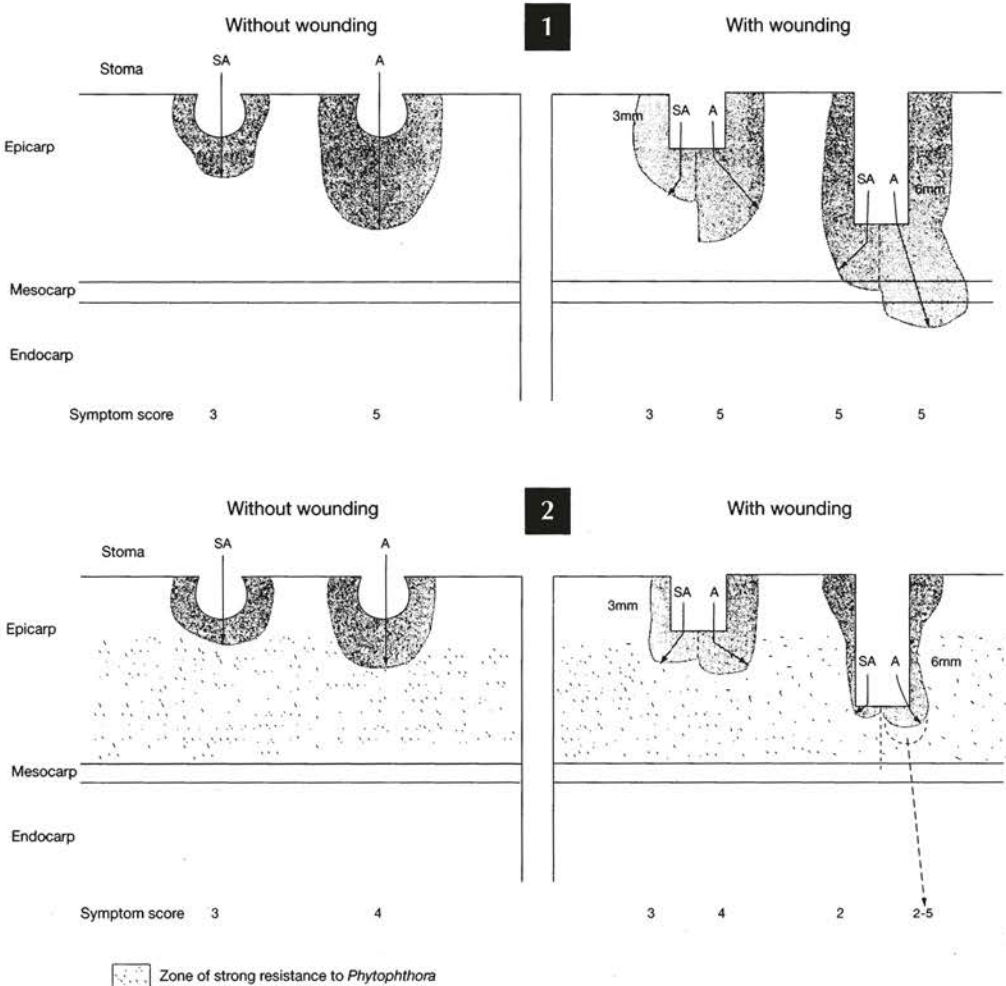 Without wounding
1
With wounding
SA
A
Stoma
3mm
SA
A
Epicarp
SA
A
6mm
Mesocarp
Endocarp
Symptom score 3 5 3 5 5 5
Without wounding
2
With wounding
SA
A
Stoma
3mm
SA
A
Epicarp
SA
A
6mm
Mesocarp
Endocarp
Symptom score 3 4 3 4 2 2-5
Zone of strong resistance to Phytophthora